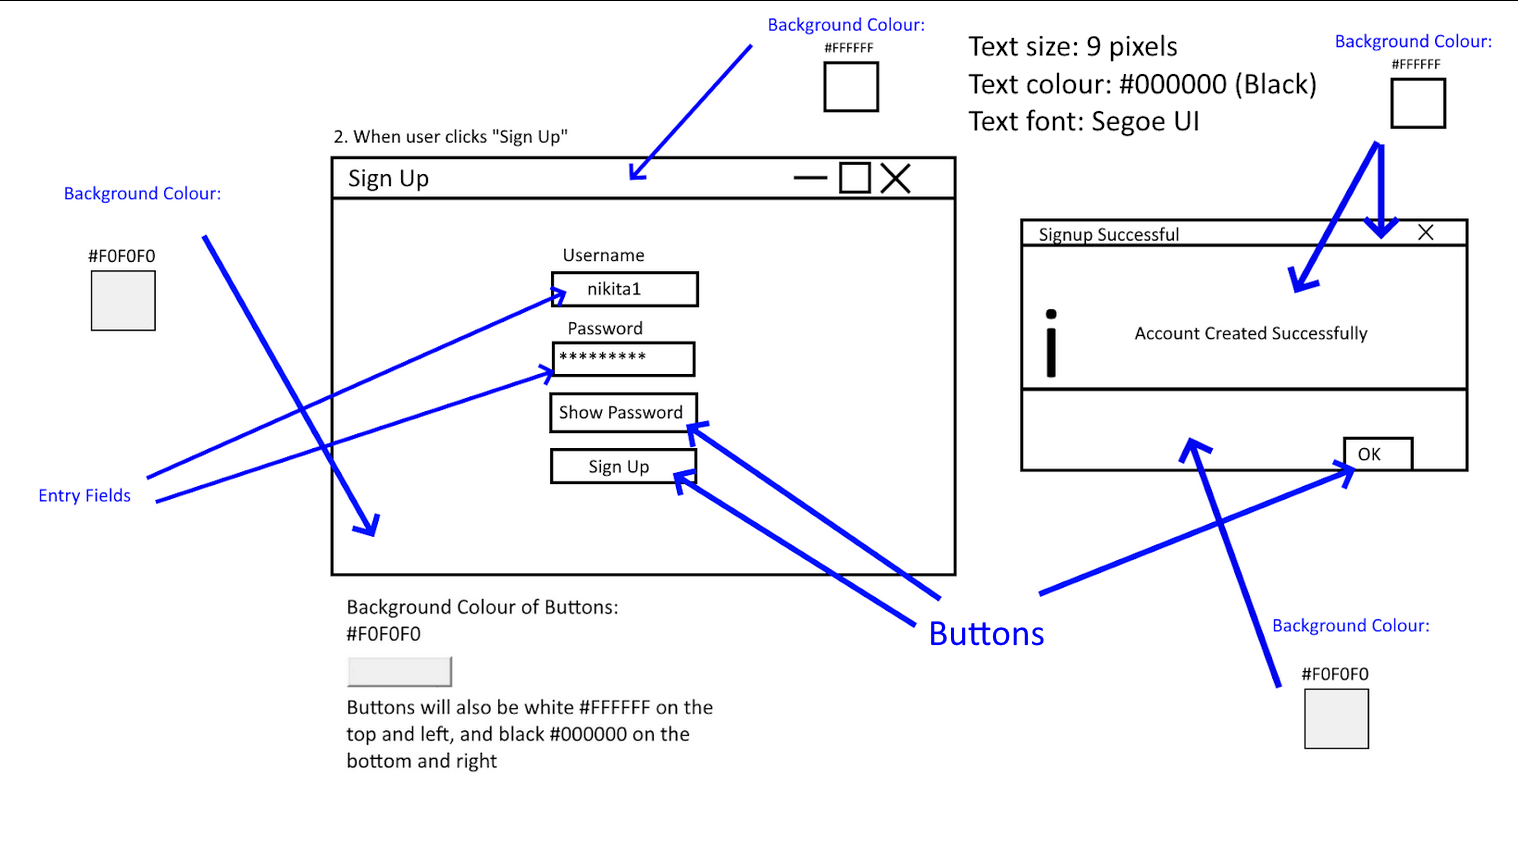 Background Colour:
#FFFFFF
Text size: 9 pixels
Text colour: #000000 (Black)
Text font: Segoe UI
Background Colour:
#FFFFFF
2. When user clicks "Sign Up"
Sign Up
Background Colour:
#F0F0F0
Username
nikita1
Password
*********
Show Password
Sign Up
Entry Fields
Signup Successful
i
Account Created Successfully
OK
Buttons
Background Colour of Buttons:
#F0F0F0
Buttons will also be white #FFFFFF on the
top and left, and black #000000 on the
bottom and right
Background Colour:
#F0F0F0